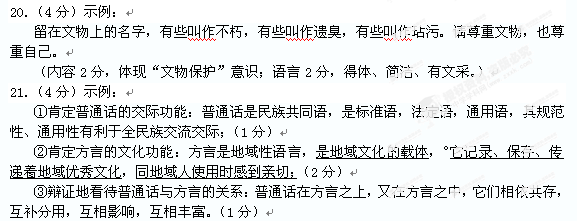 20.（4分）示例：
留在文物上的名字，有些叫作不朽，有些叫作遗臭，有些叫作玷污。请尊重文物，也尊
重自己。
（内容2分，体现“文物保护”意识；语言2分，得体、简洁、有文采。）
21.（4分）示例：
①肯定普通话的交际功能：普通话是民族共同语，是标准语，法定语，通用语，其规范
性、通用性有利于全民族交流交际；（1分）
②肯定方言的文化功能：方言是地域性语言，是地域文化的载体，它记录、保存、传
递着地域优秀文化，同地域人使用时感到亲切；（2分）
③辩证地看待普通话与方言的关系：普通话在方言之上，又在方言之中，它们相依共存，
互补分用，互相影响，互相丰富。（1分）